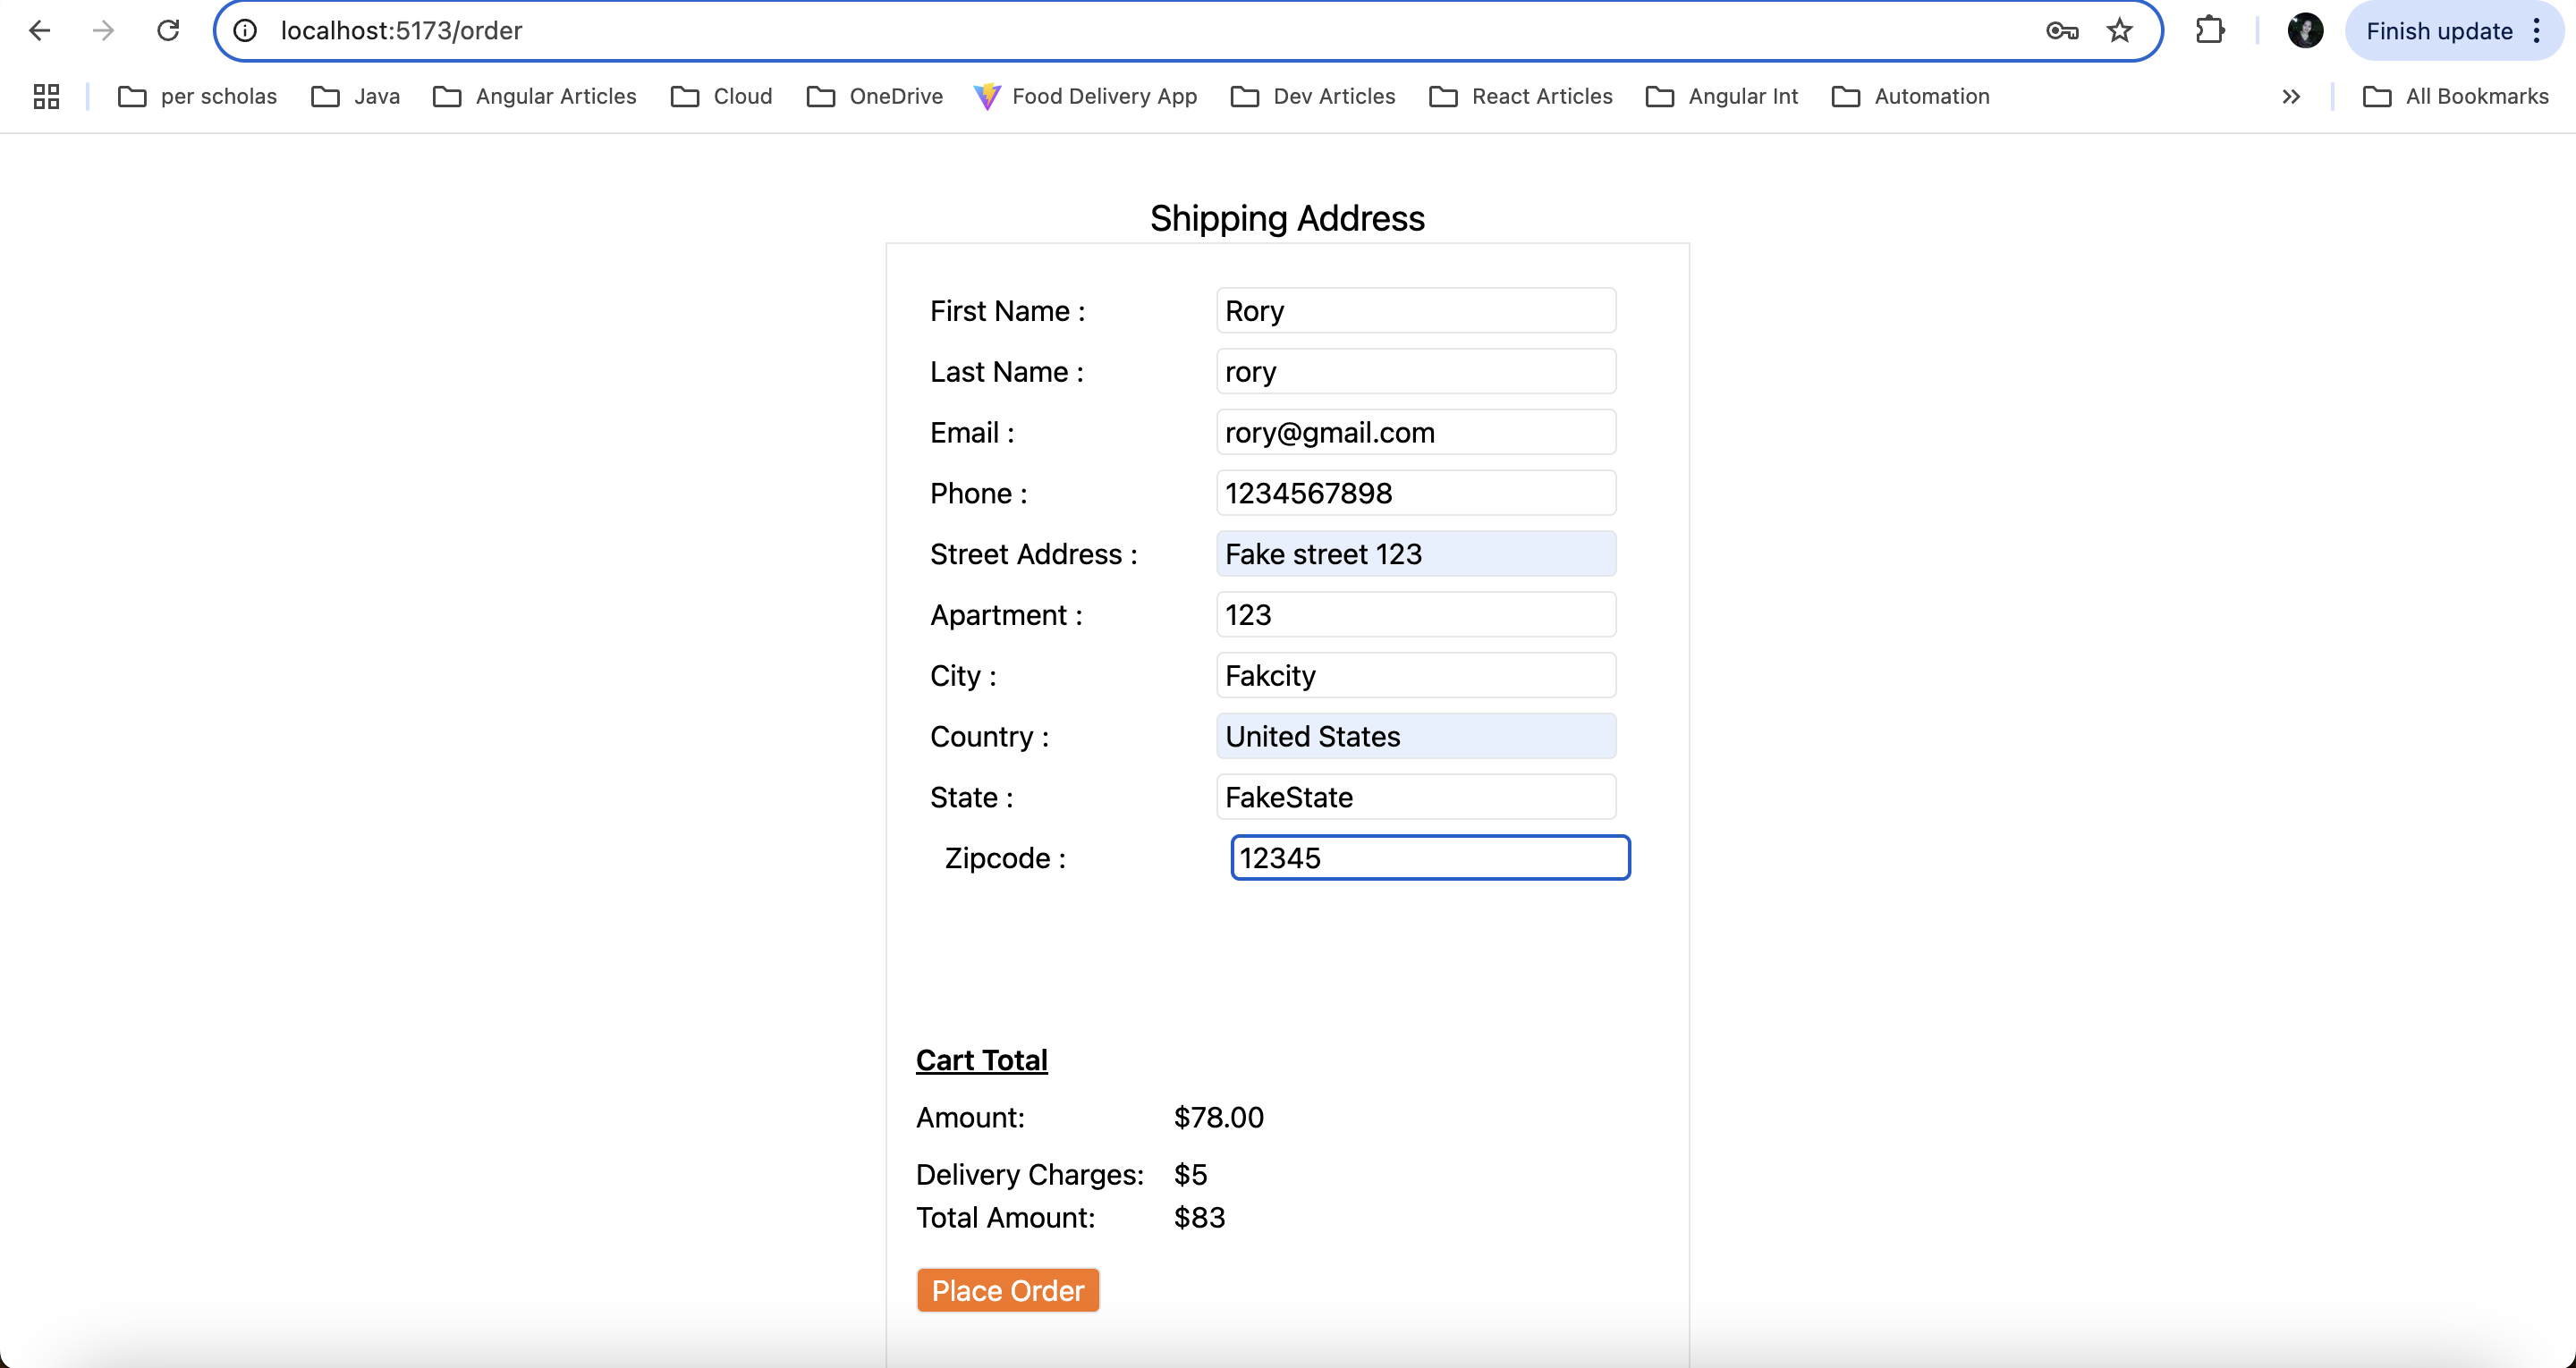 localhost:5173/order
Finish update
per scholas Java Angular Articles Cloud OneDrive Food Delivery App Dev Articles React Articles Angular Int Automation All Bookmarks
Shipping Address
First Name : Rory
Last Name : rory
Email : rory@gmail.com
Phone : 1234567898
Street Address : Fake street 123
Apartment : 123
City : Fakcity
Country : United States
State : FakeState
Zipcode : 12345
Cart Total
Amount: $78.00
Delivery Charges: $5
Total Amount: $83
Place Order